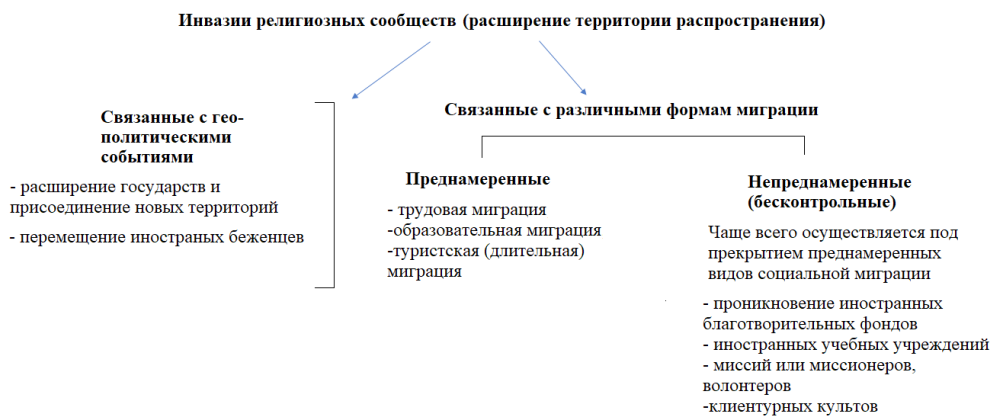 Инвазии религиозных сообществ (расширение территории распространения)
Связанные с гео-
политическими
событиями
- расширение государств и
присоединение новых территорий
- перемещение иностраных беженцев
Связанные с различными формам миграции
Преднамеренные
- трудовая миграция
-образовательная миграция
-туристская (длительная)
миграция
Непреднамеренные
(бесконтрольные)
Чаще всего осуществляется под
прекрытием преднамеренных
видов социальной миграции
- проникновение иностранных
благотворительных фондов
- иностранных учебных учреждений
- миссий или миссионеров,
волонтеров
-клиентурных культов